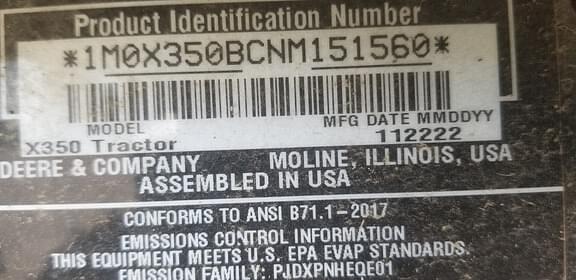 Product Identification Number
*1M0X350BCNM151560*
MODEL MFG DATE MMDDYY
X350 Tractor 112222
DEERE & COMPANY MOLINE, ILLINOIS, USA
ASSEMBLED IN USA
CONFORMS TO ANSI B71.1-2017
EMISSIONS CONTROL INFORMATION
THIS EQUIPMENT MEETS U.S. EPA EVAP STANDARDS.
EMISSION FAMILY: PJDXPNHEQE01